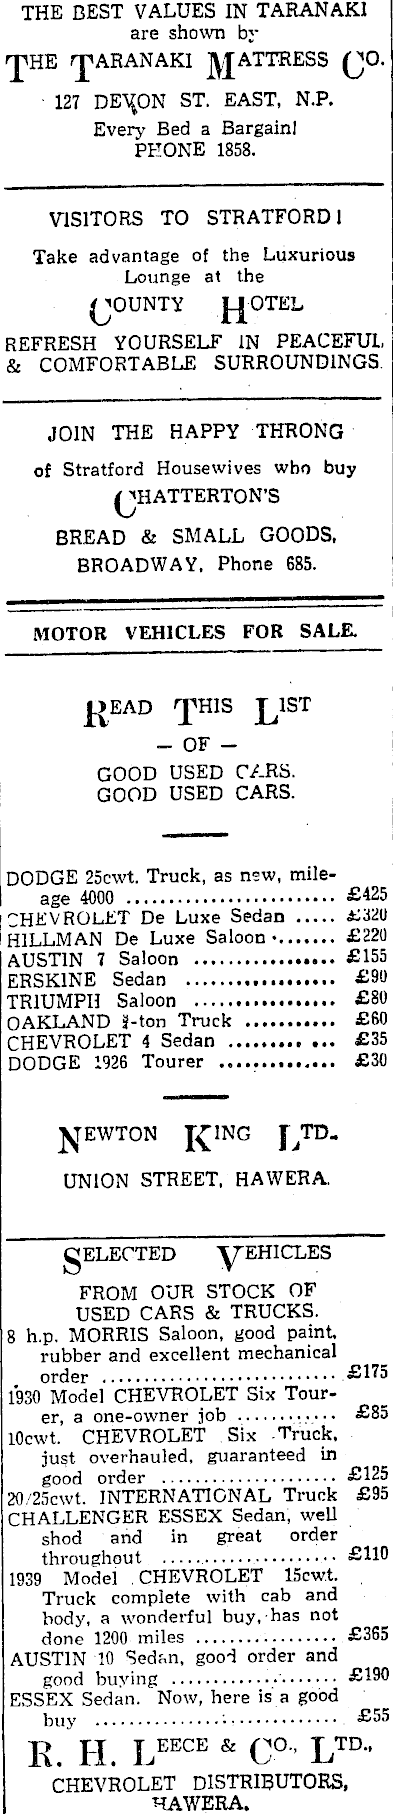 THE BEST VALUES IN TARANAKI
are shown by
THE TARANAKI MATTRESS CO.
127 DEVON ST. EAST, N.P.
Every Bed a Bargain!
PHONE 1858.
VISITORS TO STRATFORD!
Take advantage of the Luxurious
Lounge at the
COUNTY HOTEL
REFRESH YOURSELF IN PEACEFUL,
& COMFORTABLE SURROUNDINGS.
JOIN THE HAPPY THRONG
of Stratford Housewives who buy
CHATTERTON'S
BREAD & SMALL GOODS,
BROADWAY, Phone 685.
MOTOR VEHICLES FOR SALE.
READ THIS LIST
— OF —
GOOD USED CARS.
GOOD USED CARS.
DODGE 25cwt. Truck, as new, mile-
age 4000 ........................ £425
CHEVROLET De Luxe Sedan ..... £320
HILLMAN De Luxe Saloon ........ £220
AUSTIN 7 Saloon ................. £155
ERSKINE Sedan .................. £90
TRIUMPH Saloon ................. £80
OAKLAND ¾-ton Truck ........... £60
CHEVROLET 4 Sedan ............ £35
DODGE 1926 Tourer .............. £30
NEWTON KING LTD.
UNION STREET, HAWERA.
SELECTED VEHICLES
FROM OUR STOCK OF
USED CARS & TRUCKS.
8 h.p. MORRIS Saloon, good paint,
rubber and excellent mechanical
order ............................ £175
1930 Model CHEVROLET Six Tour-
er, a one-owner job ............ £85
10cwt. CHEVROLET Six Truck,
just overhauled, guaranteed in
good order ..................... £125
20/25cwt. INTERNATIONAL Truck £95
CHALLENGER ESSEX Sedan, well
shod and in great order
throughout ..................... £110
1939 Model CHEVROLET 15cwt.
Truck complete with cab and
body, a wonderful buy, has not
done 1200 miles ................. £365
AUSTIN 10 Sedan, good order and
good buying .................... £190
ESSEX Sedan. Now, here is a good
buy ............................. £55
R. H. LEECE & CO., LTD.,
CHEVROLET DISTRIBUTORS,
HAWERA.